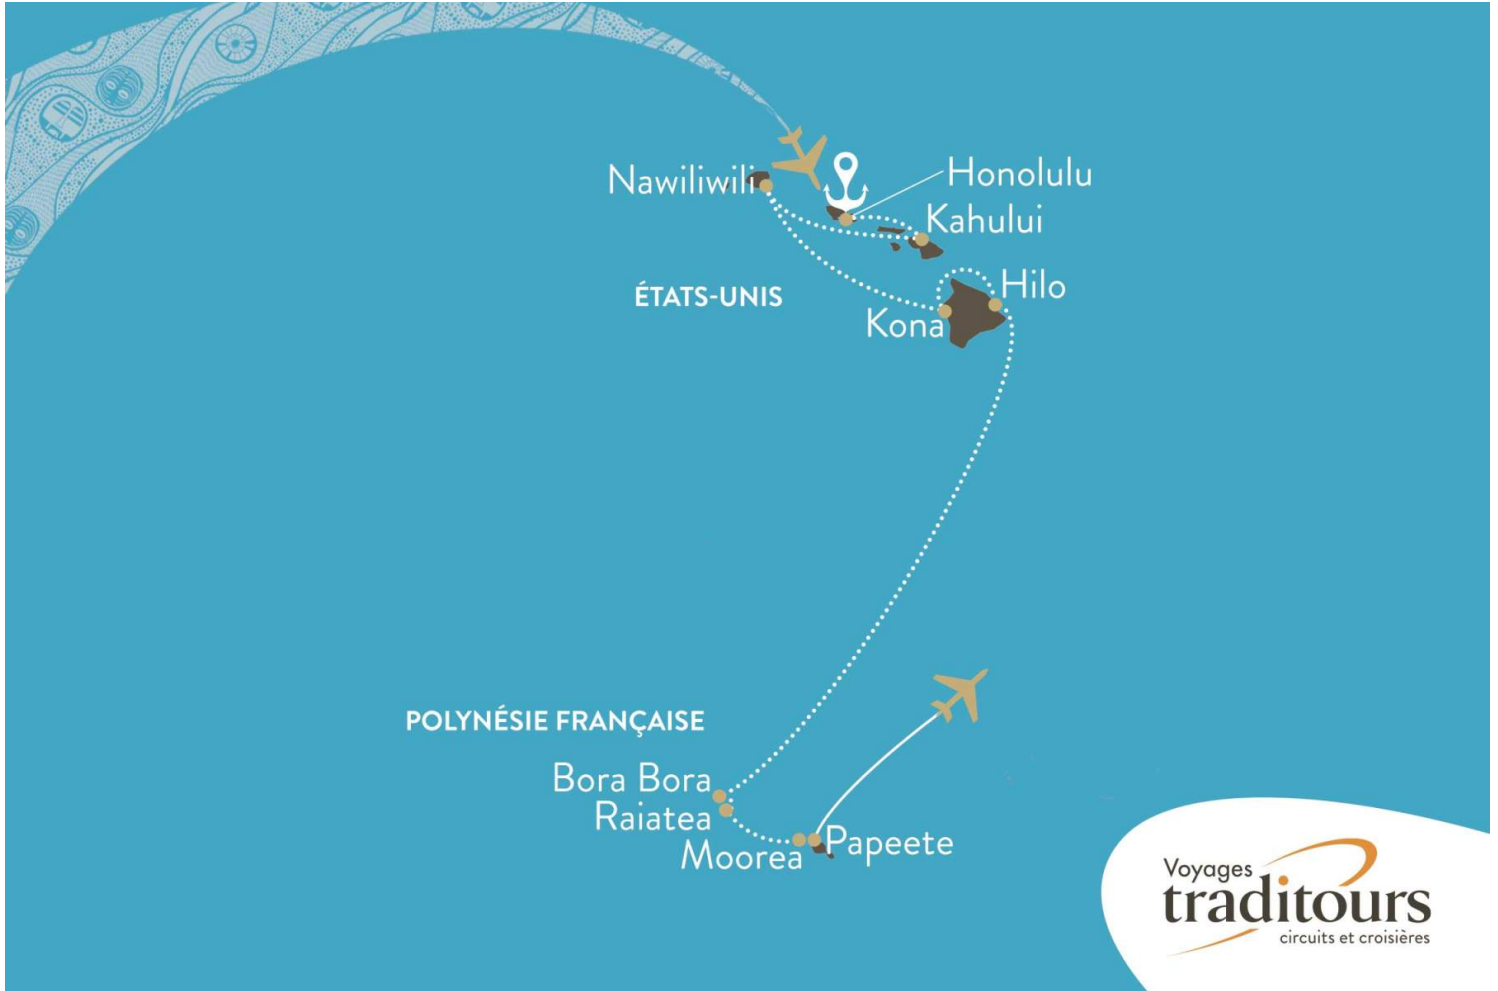 Nawiliwili
Honolulu
Kahului
ÉTATS-UNIS
Hilo
Kona
POLYNÉSIE FRANÇAISE
Bora Bora
Raiatea
Moorea
Papeete
Voyages
traditours
circuits et croisières